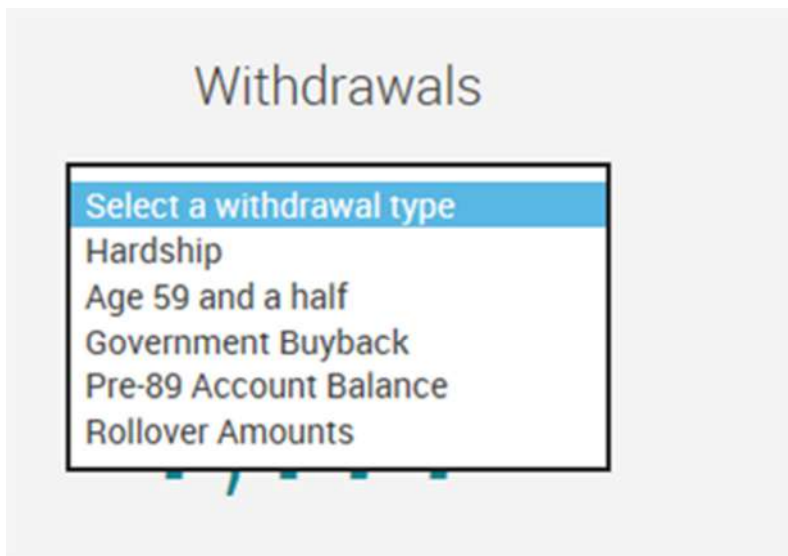 Withdrawals
Select a withdrawal type
Hardship
Age 59 and a half
Government Buyback
Pre-89 Account Balance
Rollover Amounts